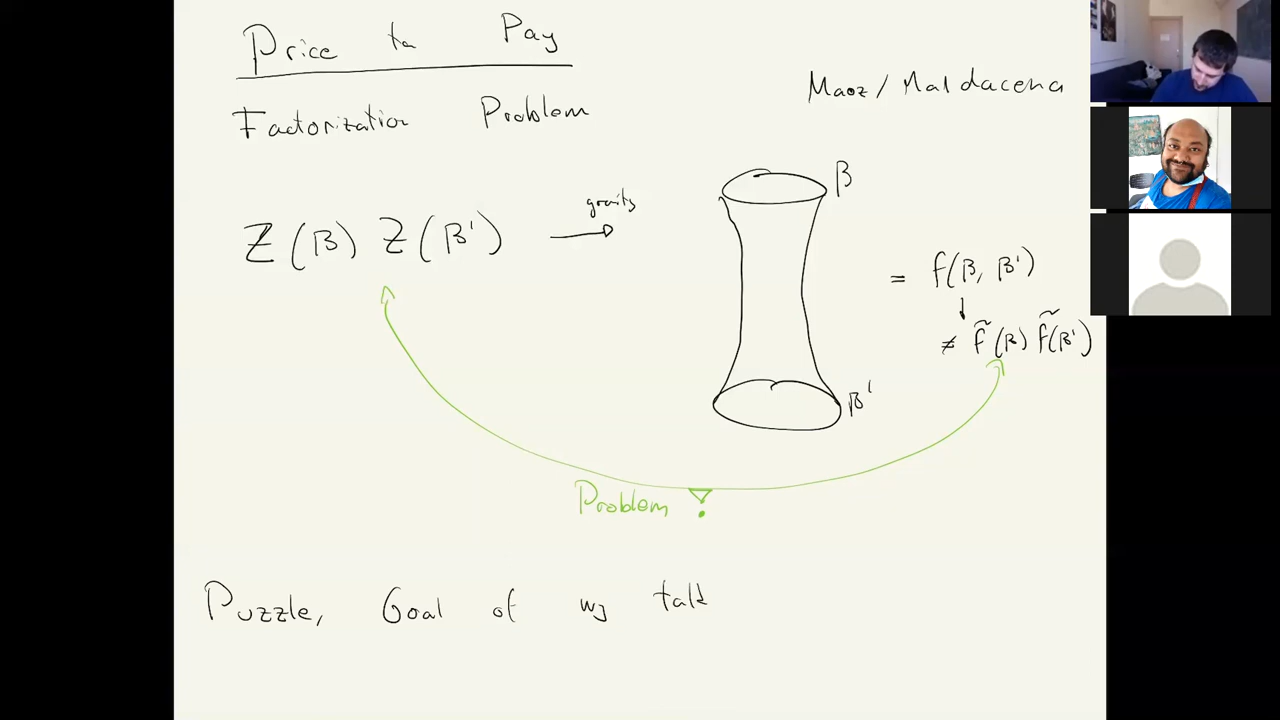 Price to Pay
Maoz / Maldacena
Factorization Problem
β
Z(β) Z(β') gravity
= f(β, β')
≠ f̃(β) f̃(β')
β'
Problem !
Puzzle, Goal of my talk